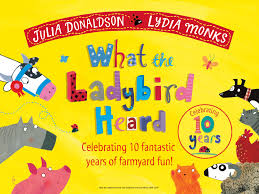 JULIA DONALDSON LYDIA MONKS
What the
Ladybird
Heard
Celebrating 10 fantastic
years of farmyard fun!
Celebrating
10
years